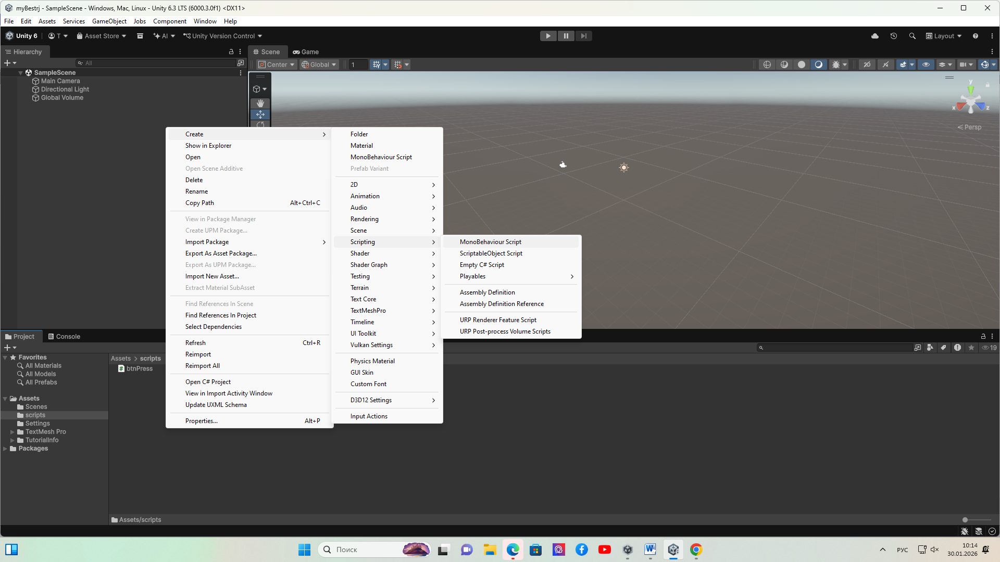 myBestrj - SampleScene - Windows, Mac, Linux - Unity 6.3 LTS (6000.3.0f1) <DX11>
File Edit Assets Services GameObject Jobs Component Window Help
Unity 6 T Asset Store AI Unity Version Control Layout
Hierarchy
Scene Game
All
Center Global 1 2D
SampleScene
Main Camera
Directional Light
Global Volume
y
x z
Persp
Create
Show in Explorer
Open
Open Scene Additive
Delete
Rename
Copy Path Alt+Ctrl+C
View in Package Manager
Create UPM Package...
Import Package
Export As Asset Package...
Export As UPM Package...
Import New Asset...
Extract Material SubAsset
Find References In Scene
Find References In Project
Select Dependencies
Refresh Ctrl+R
Reimport
Reimport All
Open C# Project
View in Import Activity Window
Update UXML Schema
Properties... Alt+P
Folder
Material
MonoBehaviour Script
Prefab Variant
2D
Animation
Audio
Rendering
Scene
Scripting
Shader
Shader Graph
Testing
Terrain
Text Core
TextMeshPro
Timeline
UI Toolkit
Vulkan Settings
Physics Material
GUI Skin
Custom Font
D3D12 Settings
Input Actions
MonoBehaviour Script
ScriptableObject Script
Empty C# Script
Playables
Assembly Definition
Assembly Definition Reference
URP Renderer Feature Script
URP Post-process Volume Scripts
Project Console
19
Favorites
All Materials
All Models
All Prefabs
Assets
Scenes
scripts
Settings
TextMesh Pro
TutorialInfo
Packages
Assets > scripts
btnPress
Assets/scripts
Поиск
РУС
10:14
30.01.2026